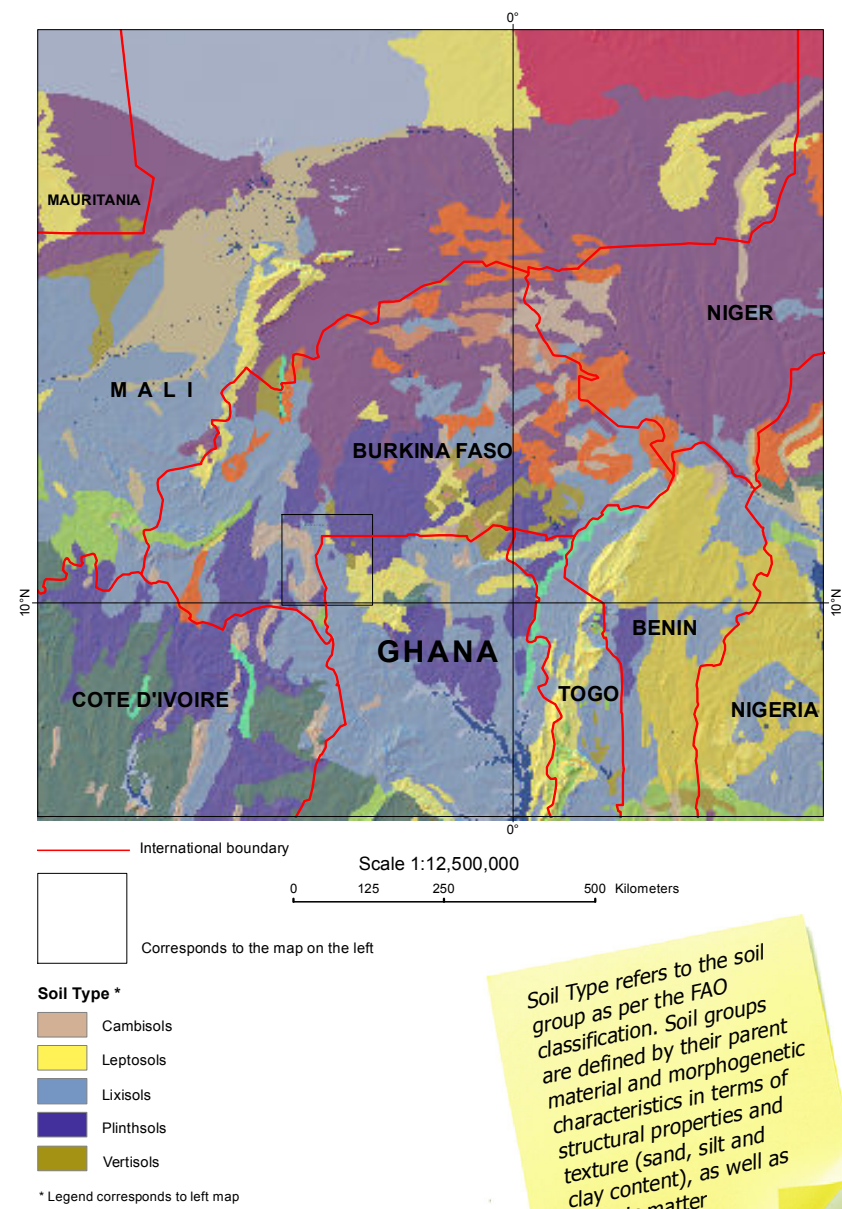 0°
MAURITANIA
NIGER
M A L I
BURKINA FASO
10°N
10°N
BENIN
GHANA
COTE D'IVOIRE
TOGO
NIGERIA
0°
International boundary
Scale 1:12,500,000
0 125 250 500 Kilometers
Corresponds to the map on the left
Soil Type *
Cambisols
Leptosols
Lixisols
Plinthsols
Vertisols
* Legend corresponds to left map
Soil Type refers to the soil
group as per the FAO
classification. Soil groups
are defined by their parent
material and morphogenetic
characteristics in terms of
structural properties and
texture (sand, silt and
clay content), as well as
matter